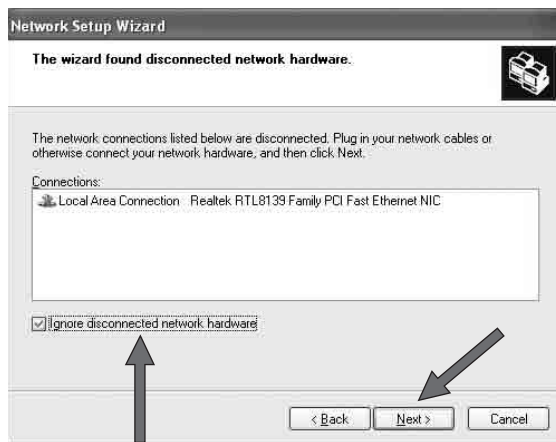 Network Setup Wizard
The wizard found disconnected network hardware.
The network connections listed below are disconnected. Plug in your network cables or
otherwise connect your network hardware, and then click Next.
Connections:
Local Area Connection Realtek RTL8139 Family PCI Fast Ethernet NIC
Ignore disconnected network hardware
< Back Next > Cancel